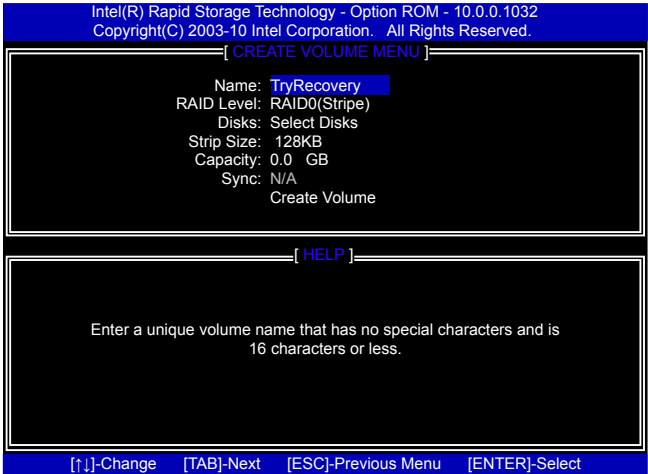 Intel(R) Rapid Storage Technology - Option ROM - 10.0.0.1032
Copyright(C) 2003-10 Intel Corporation. All Rights Reserved.
[ CREATE VOLUME MENU ]
Name: TryRecovery
RAID Level: RAID0(Stripe)
Disks: Select Disks
Strip Size: 128KB
Capacity: 0.0 GB
Sync: N/A
Create Volume
[ HELP ]
Enter a unique volume name that has no special characters and is
16 characters or less.
[↑↓]-Change [TAB]-Next [ESC]-Previous Menu [ENTER]-Select